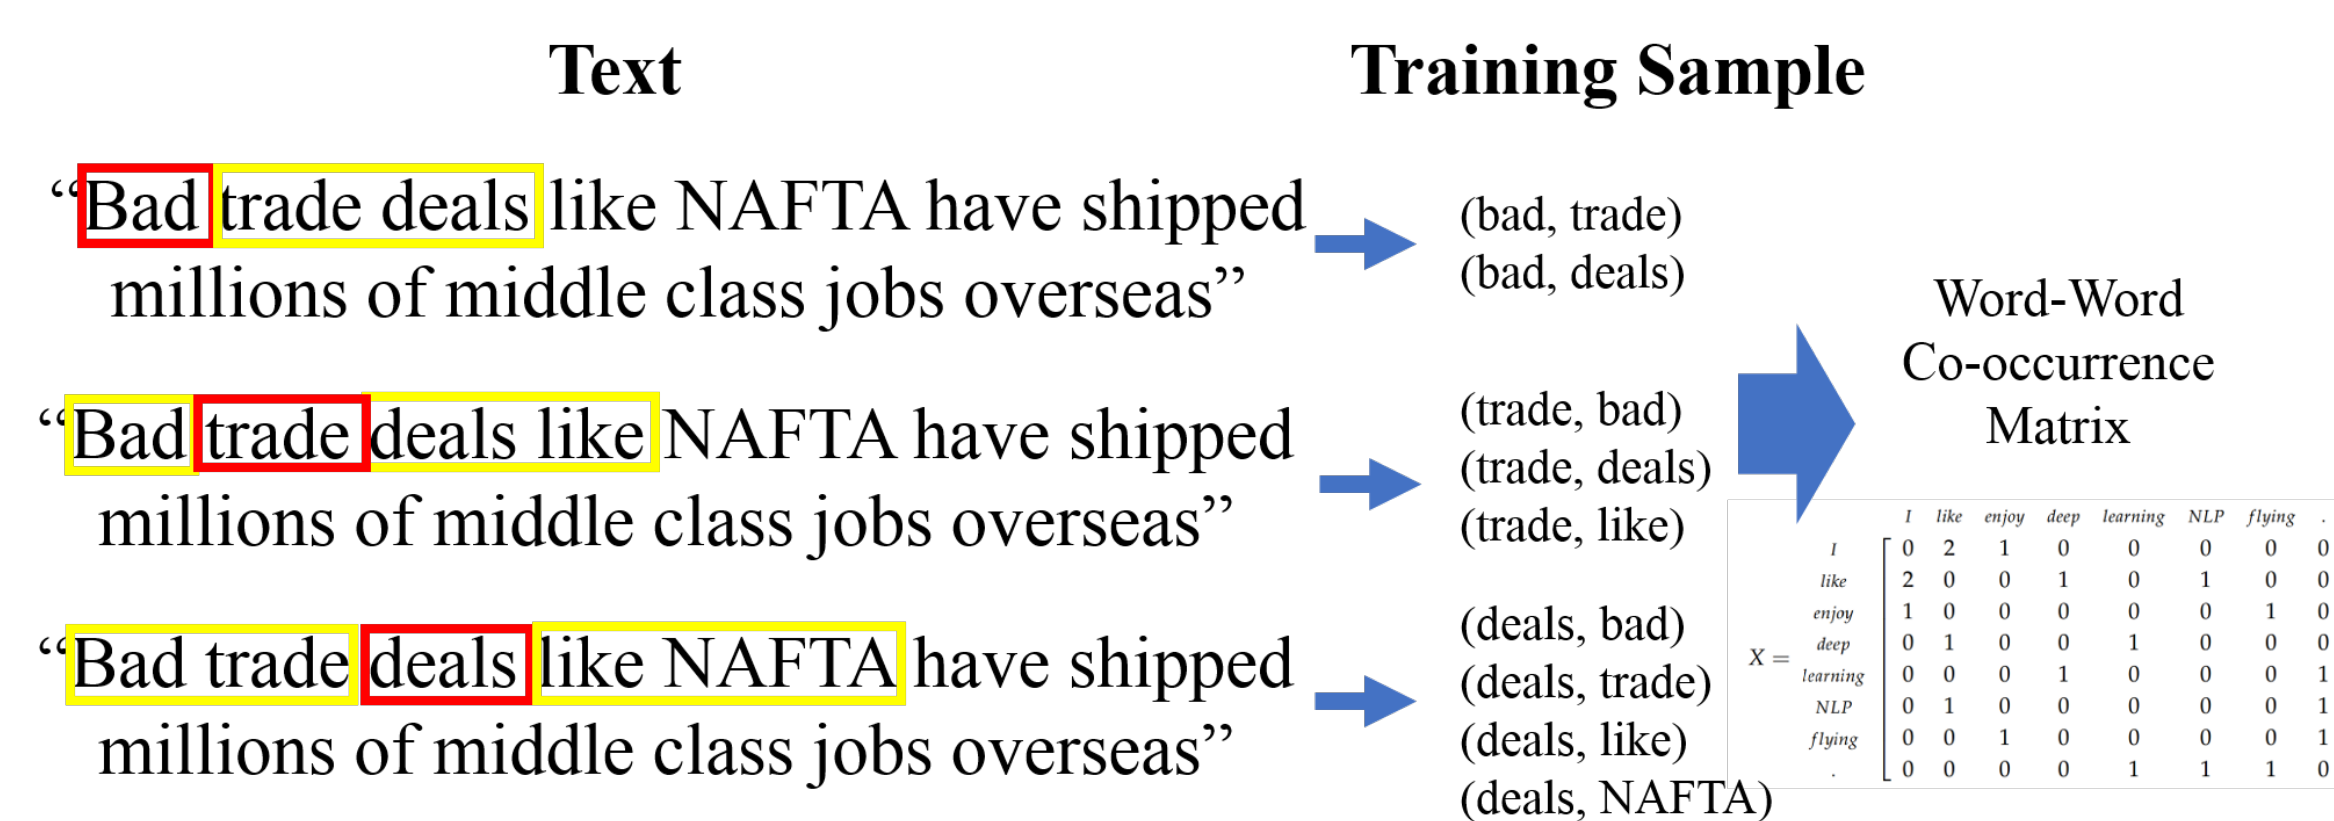 Text
Training Sample
“Bad trade deals like NAFTA have shipped
millions of middle class jobs overseas”
(bad, trade)
(bad, deals)
“Bad trade deals like NAFTA have shipped
millions of middle class jobs overseas”
(trade, bad)
(trade, deals)
(trade, like)
“Bad trade deals like NAFTA have shipped
millions of middle class jobs overseas”
(deals, bad)
(deals, trade)
(deals, like)
(deals, NAFTA)
Word-Word
Co-occurrence
Matrix
I like enjoy deep learning NLP flying .
I 0 2 1 0 0 0 0 0
like 2 0 0 1 0 1 0 0
enjoy 1 0 0 0 0 0 1 0
deep 0 1 0 0 1 0 0 0
X =
learning 0 0 0 1 0 0 0 1
NLP 0 1 0 0 0 0 0 1
flying 0 0 1 0 0 0 0 1
. 0 0 0 0 1 1 1 0